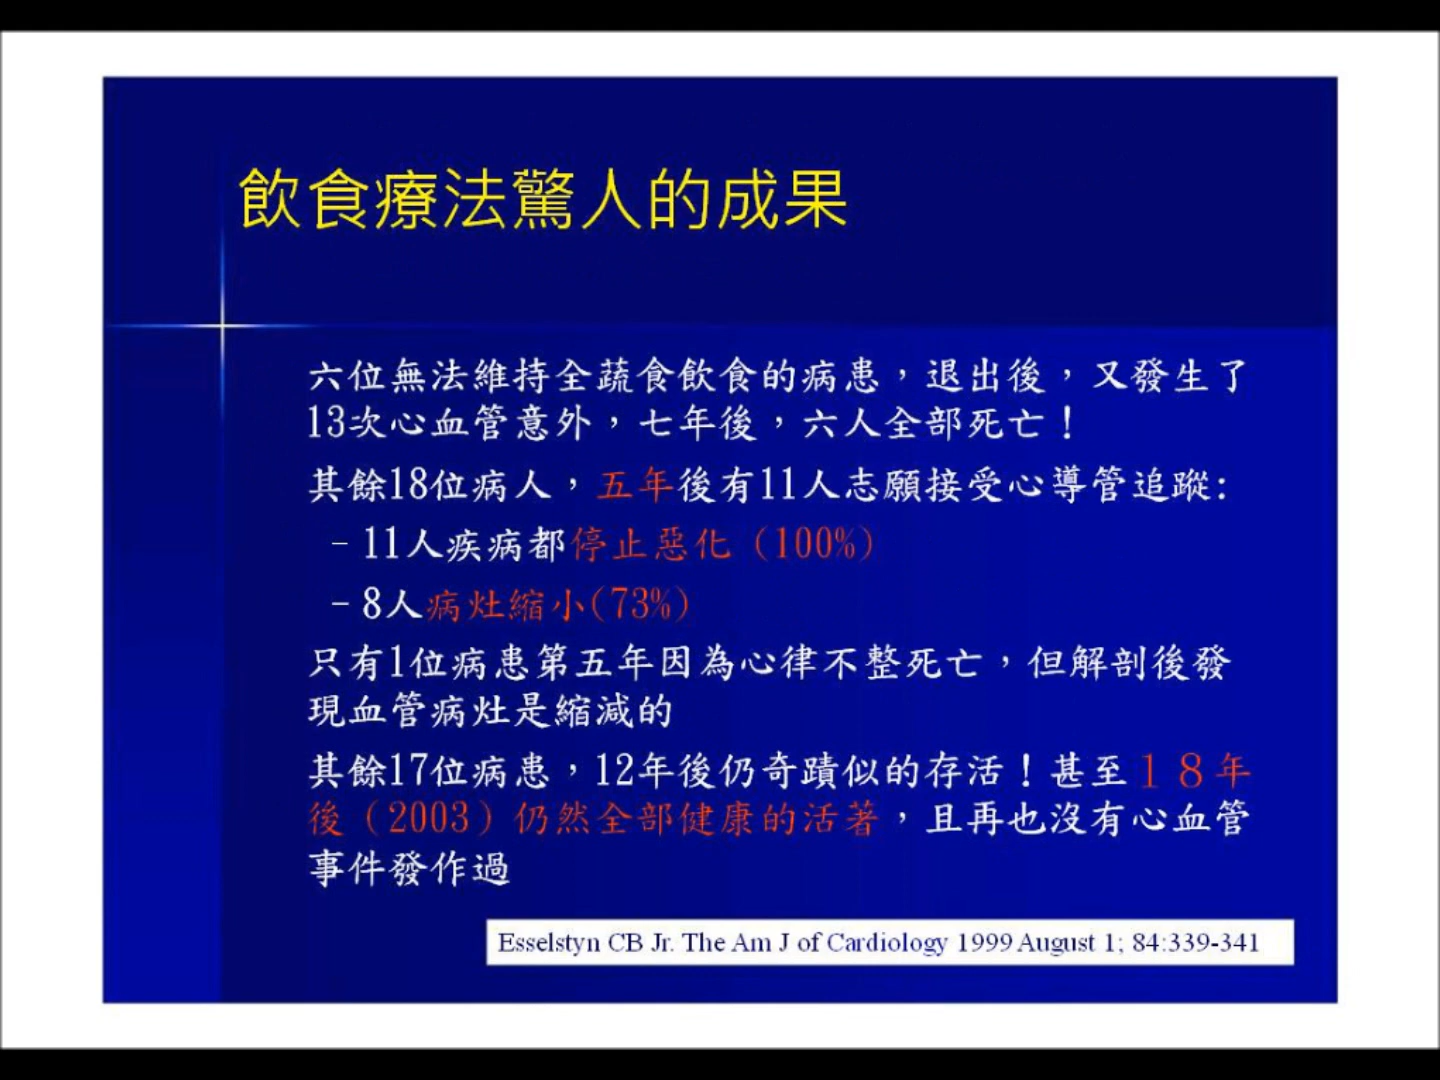 飲食療法驚人的成果
六位無法維持全蔬食飲食的病患，退出後，又發生了
13次心血管意外，七年後，六人全部死亡！
其餘18位病人，五年後有11人志願接受心導管追蹤:
–11人疾病都停止惡化（100%）
–8人病灶縮小(73%)
只有1位病患第五年因為心律不整死亡，但解剖後發
現血管病灶是縮減的
其餘17位病患，12年後仍奇蹟似的存活！甚至１８年
後（2003）仍然全部健康的活著，且再也沒有心血管
事件發作過
Esselstyn CB Jr. The Am J of Cardiology 1999 August 1; 84:339-341